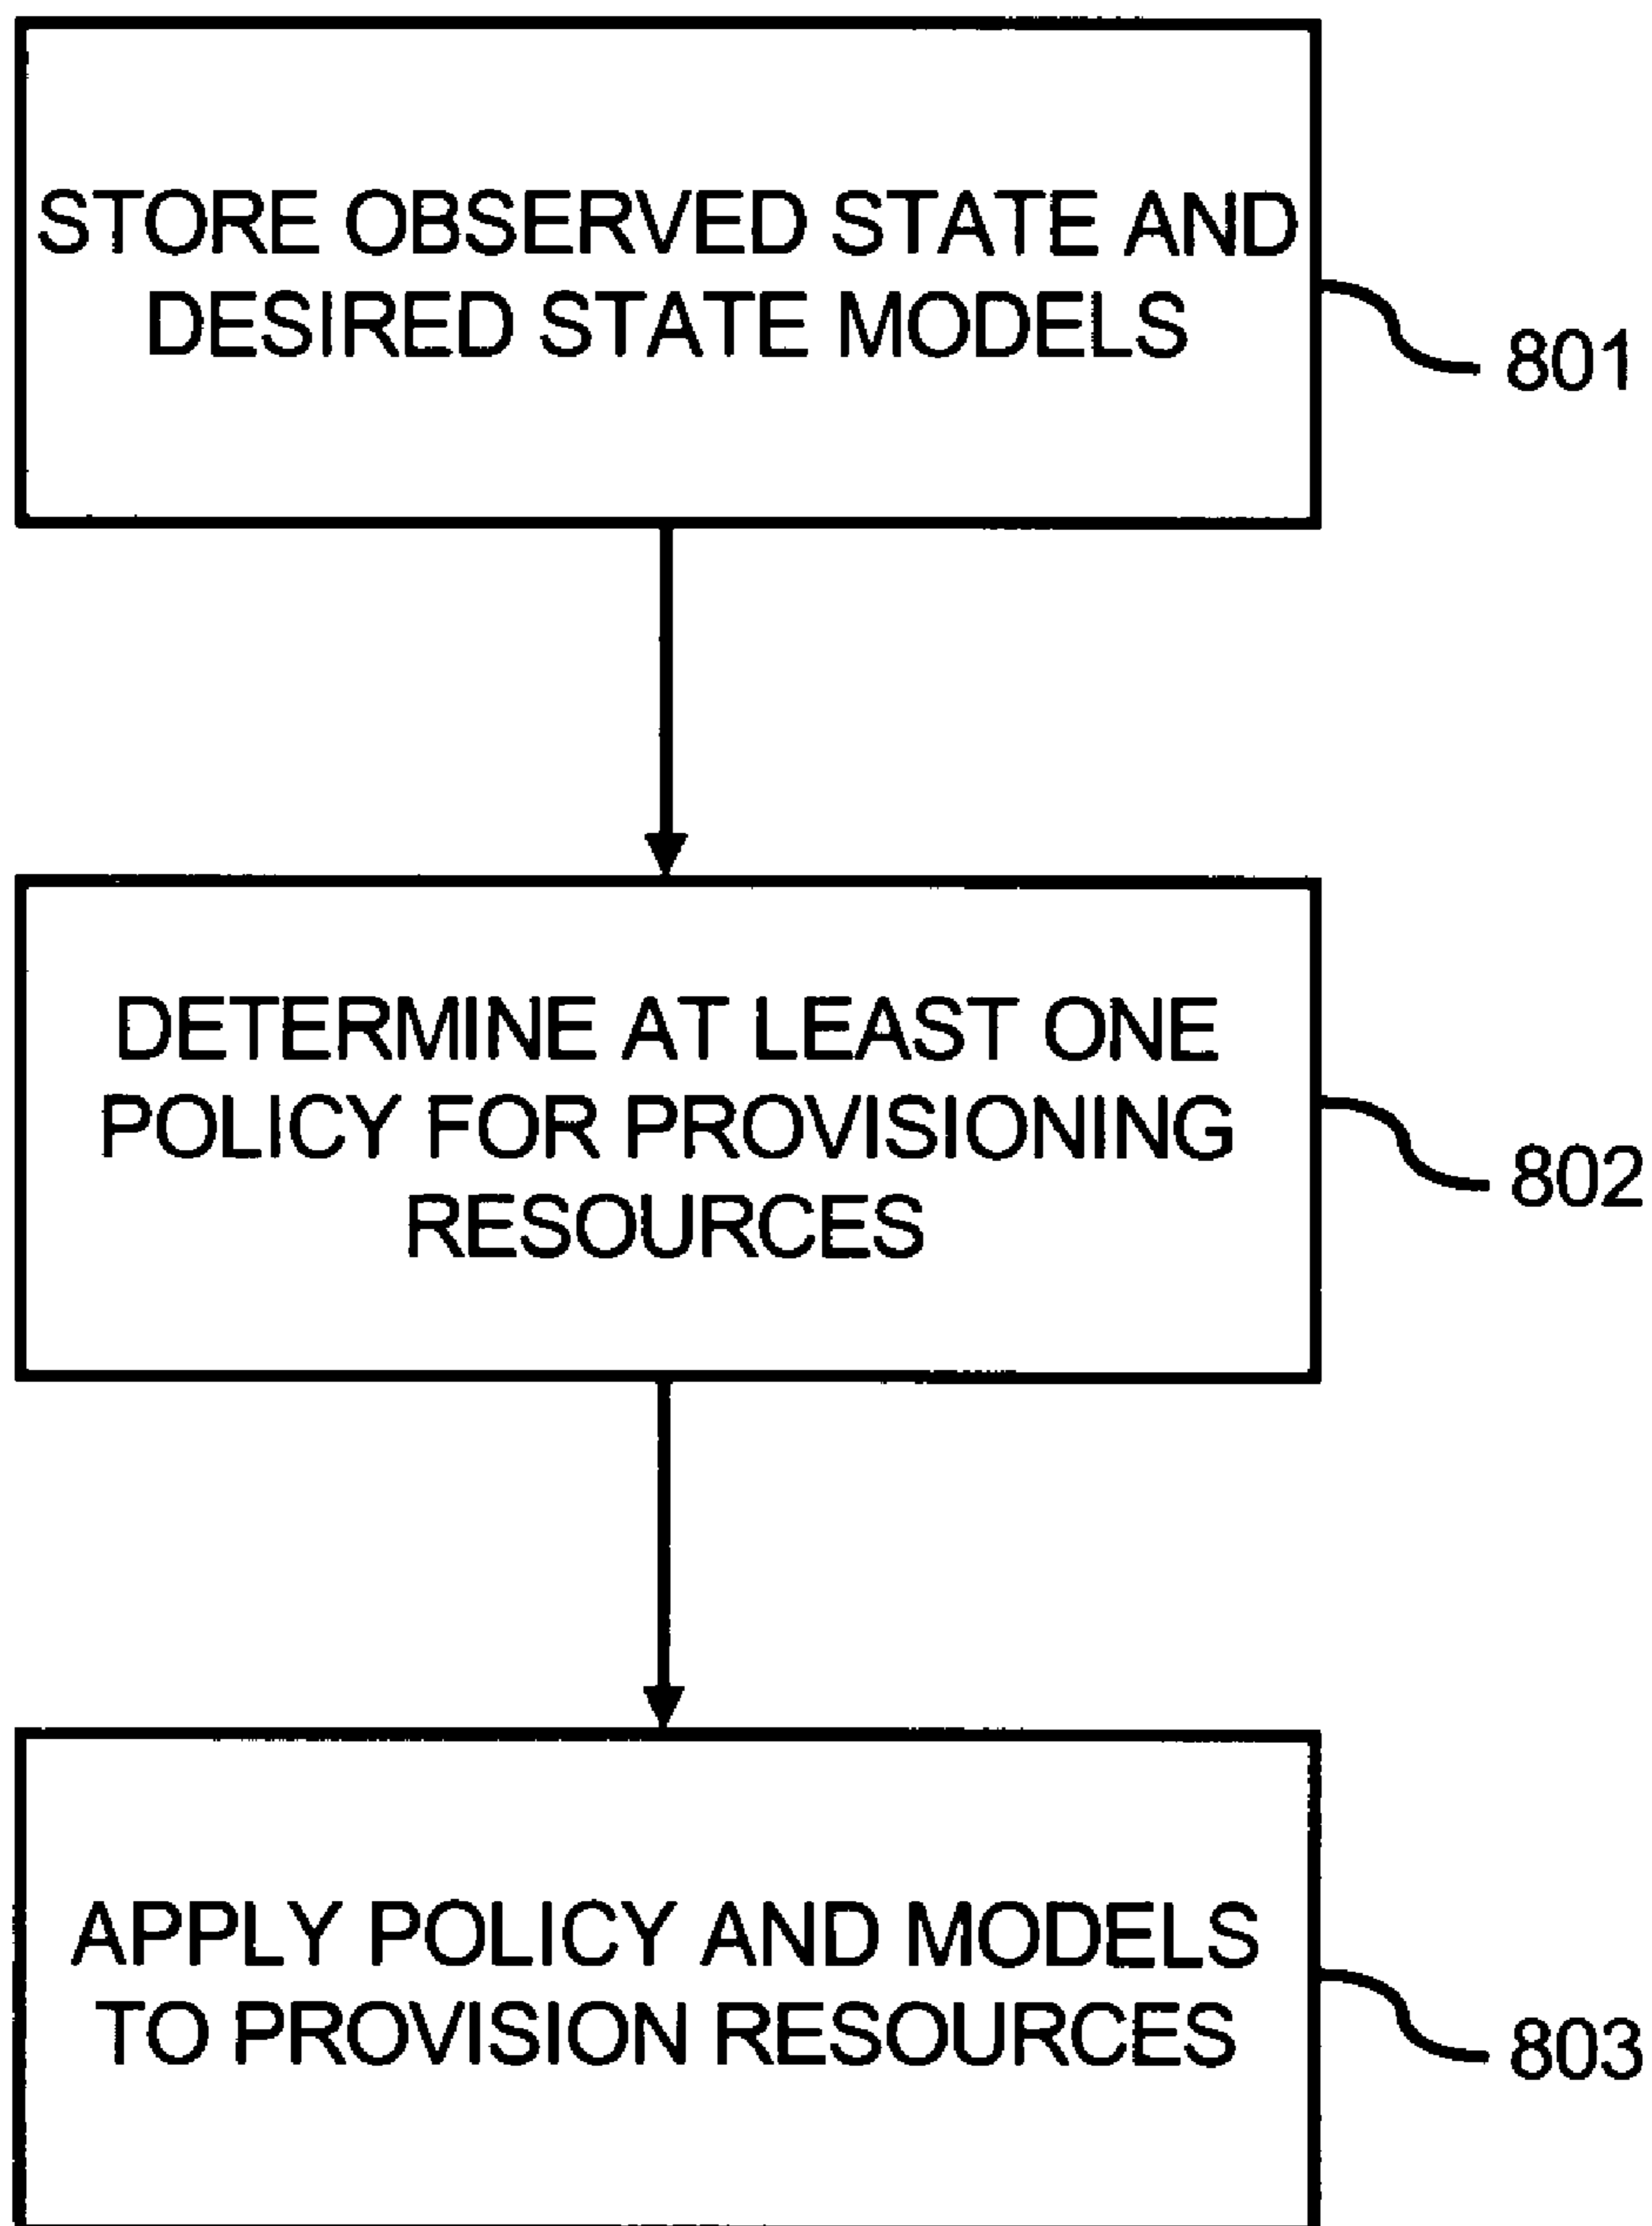 STORE OBSERVED STATE AND
DESIRED STATE MODELS
801
DETERMINE AT LEAST ONE
POLICY FOR PROVISIONING
RESOURCES
802
APPLY POLICY AND MODELS
TO PROVISION RESOURCES
803